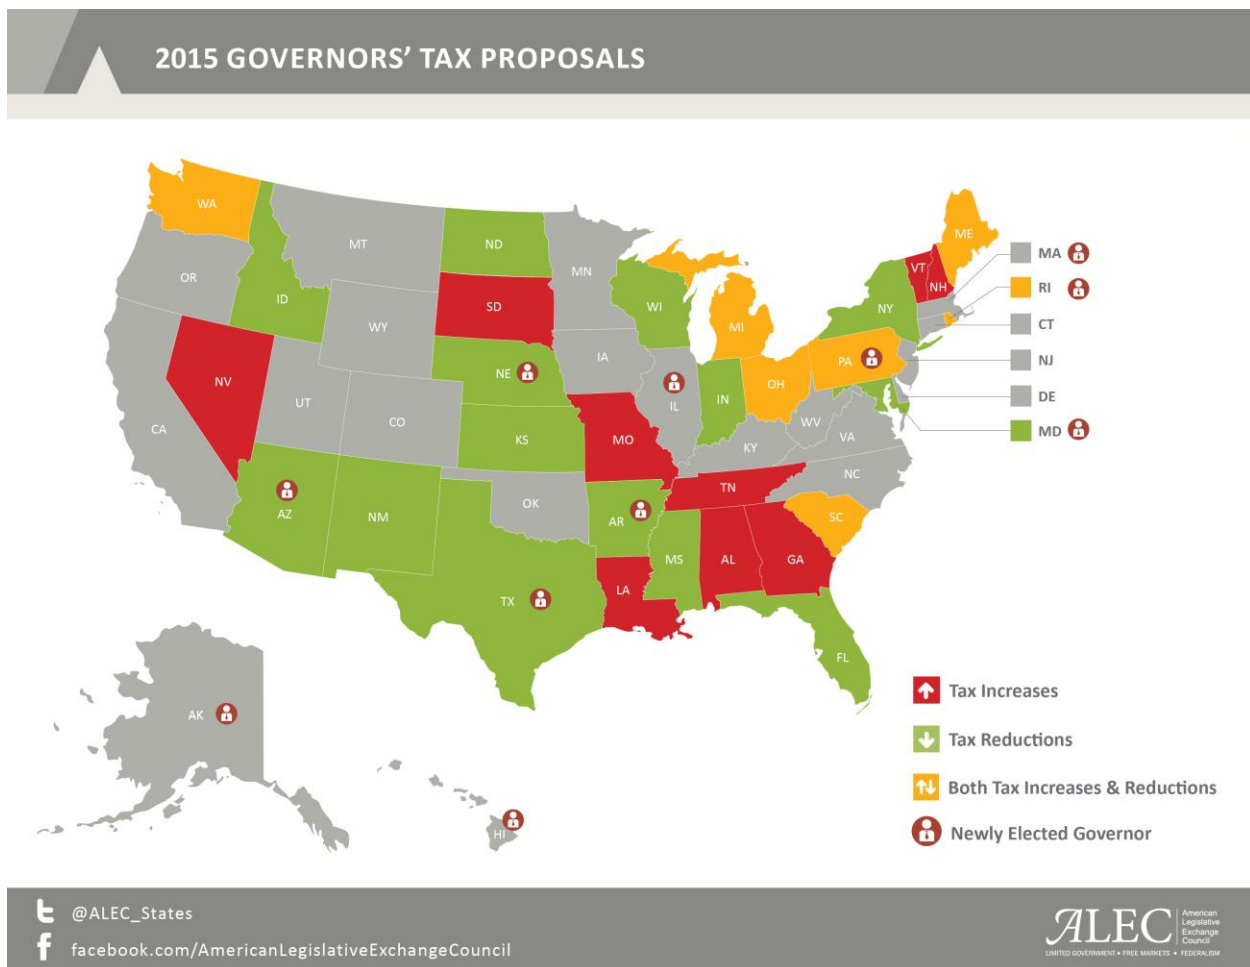 2015 GOVERNORS' TAX PROPOSALS
WA
MT
ND
MN
ME
OR
ID
SD
WI
VT
NH
MA
RI
CT
NJ
DE
MD
WY
MI
NY
NE
IA
PA
NV
UT
CO
IL
IN
OH
WV
VA
CA
KS
MO
KY
NC
TN
AZ
NM
OK
AR
SC
MS
AL
GA
TX
LA
FL
AK
HI
Tax Increases
Tax Reductions
Both Tax Increases & Reductions
Newly Elected Governor
@ALEC_States
facebook.com/AmericanLegislativeExchangeCouncil
ALEC
American
Legislative
Exchange
Council
LIMITED GOVERNMENT • FREE MARKETS • FEDERALISM